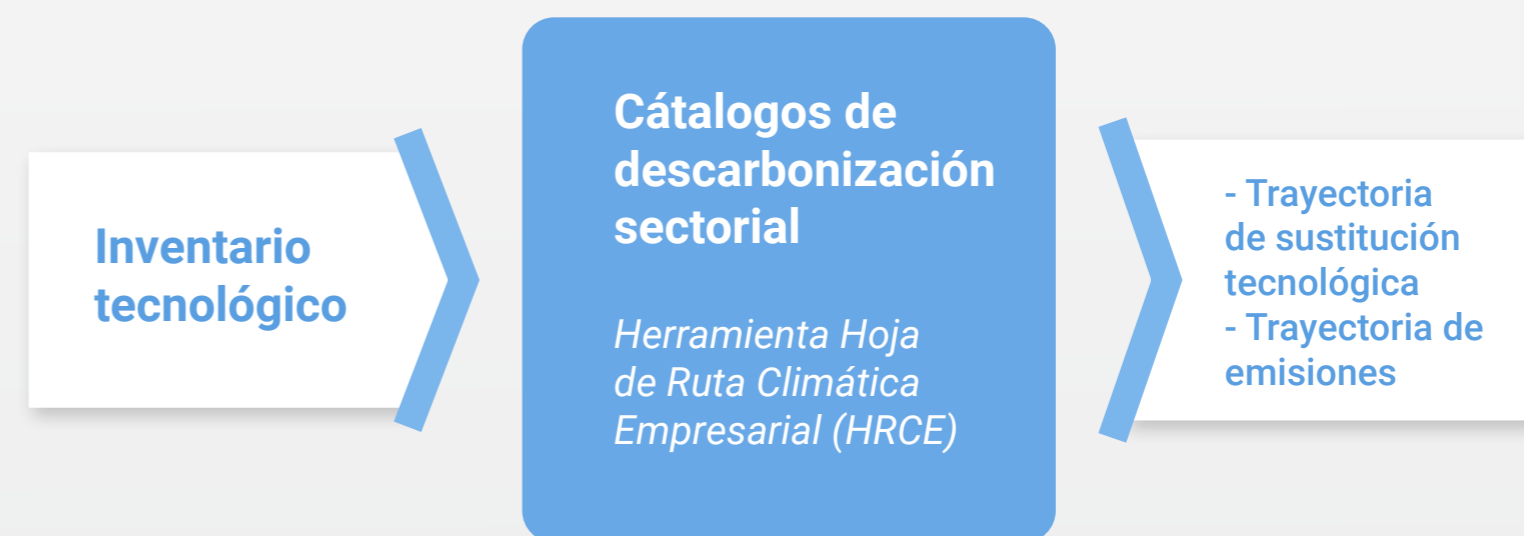 Inventario
tecnológico
Cátalogos de
descarbonización
sectorial
Herramienta Hoja
de Ruta Climática
Empresarial (HRCE)
- Trayectoria
de sustitución
tecnológica
- Trayectoria de
emisiones